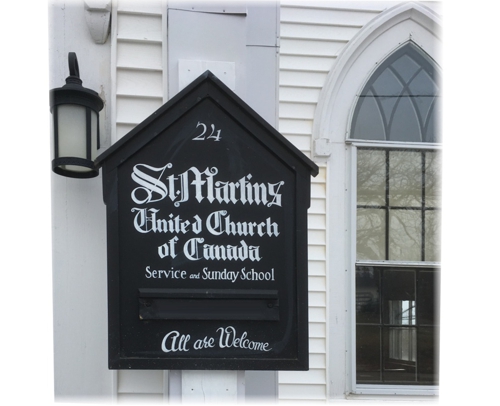 24
St. Martins
United Church
of Canada
Service and Sunday School
All are Welcome